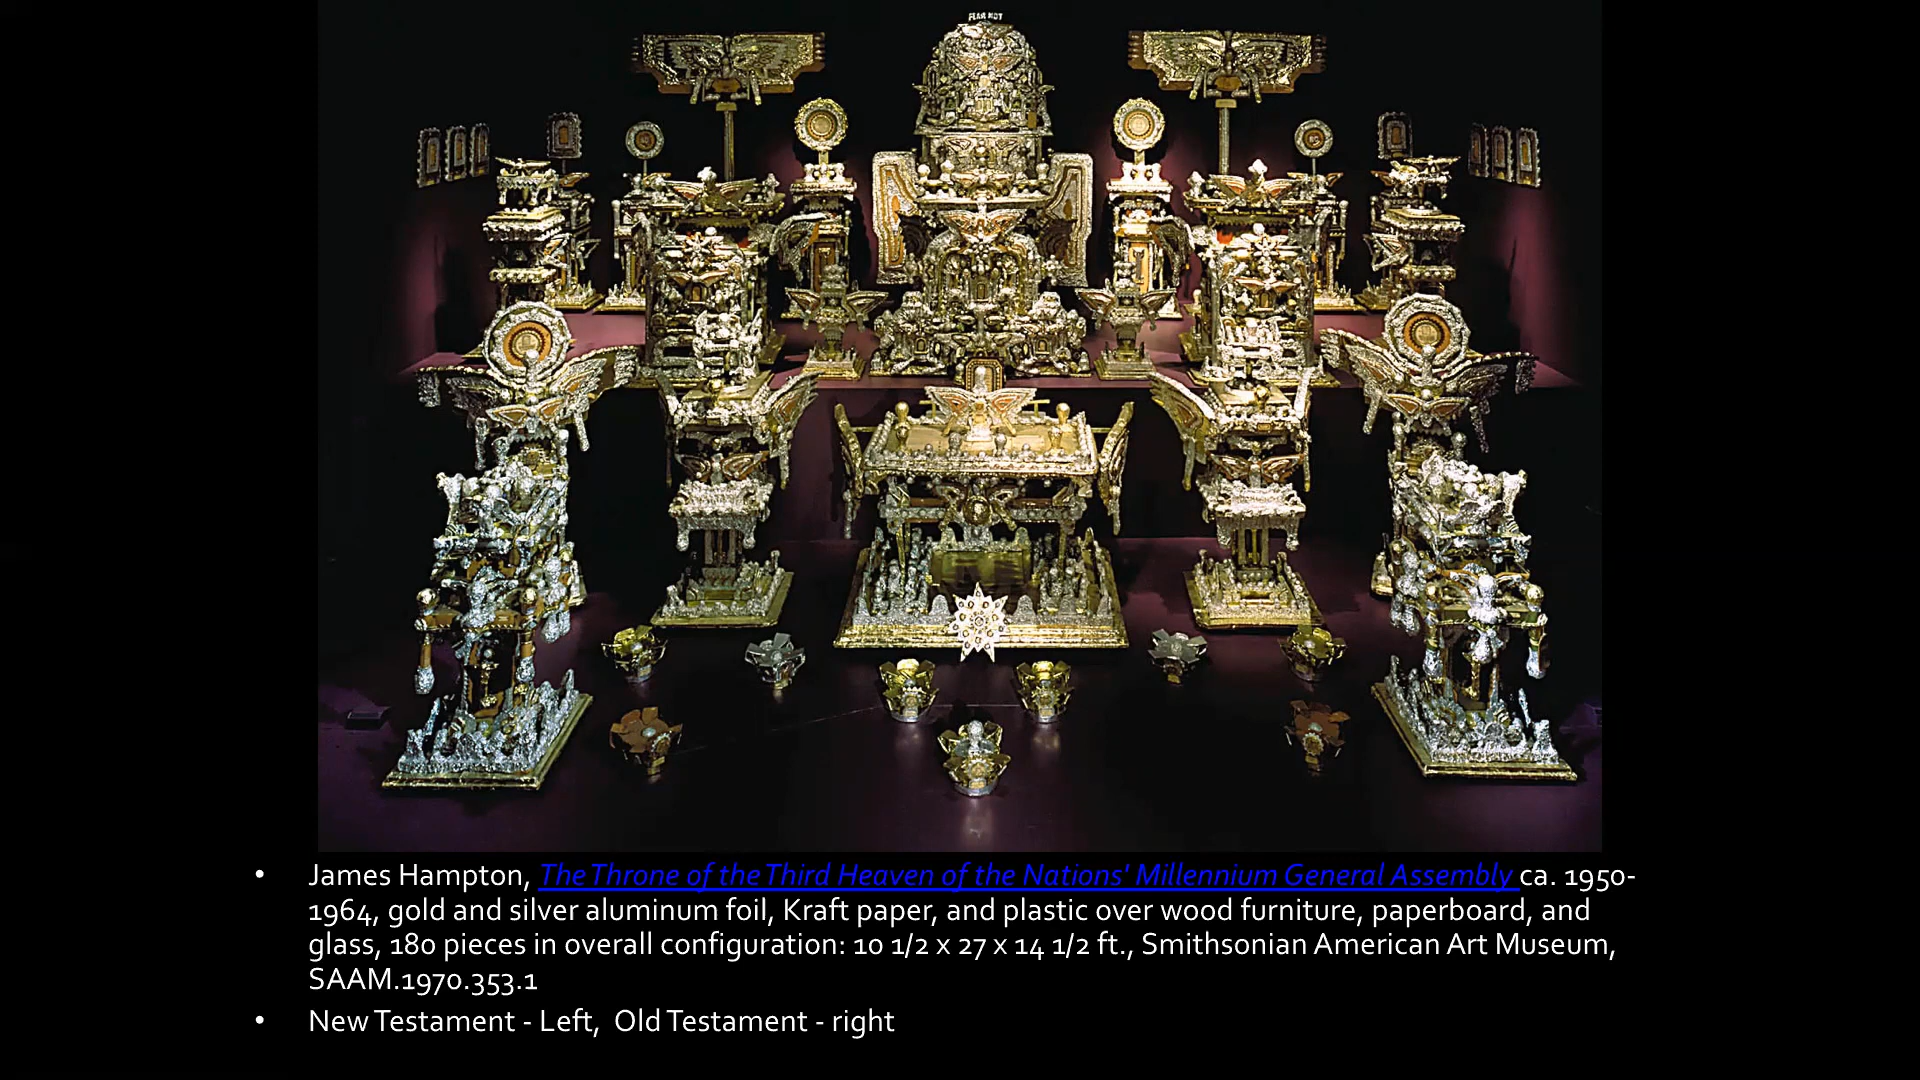 FEAR NOT
• James Hampton, The Throne of the Third Heaven of the Nations' Millennium General Assembly ca. 1950-
1964, gold and silver aluminum foil, Kraft paper, and plastic over wood furniture, paperboard, and
glass, 180 pieces in overall configuration: 10 1/2 x 27 x 14 1/2 ft., Smithsonian American Art Museum,
SAAM.1970.353.1
• New Testament - Left,  Old Testament - right